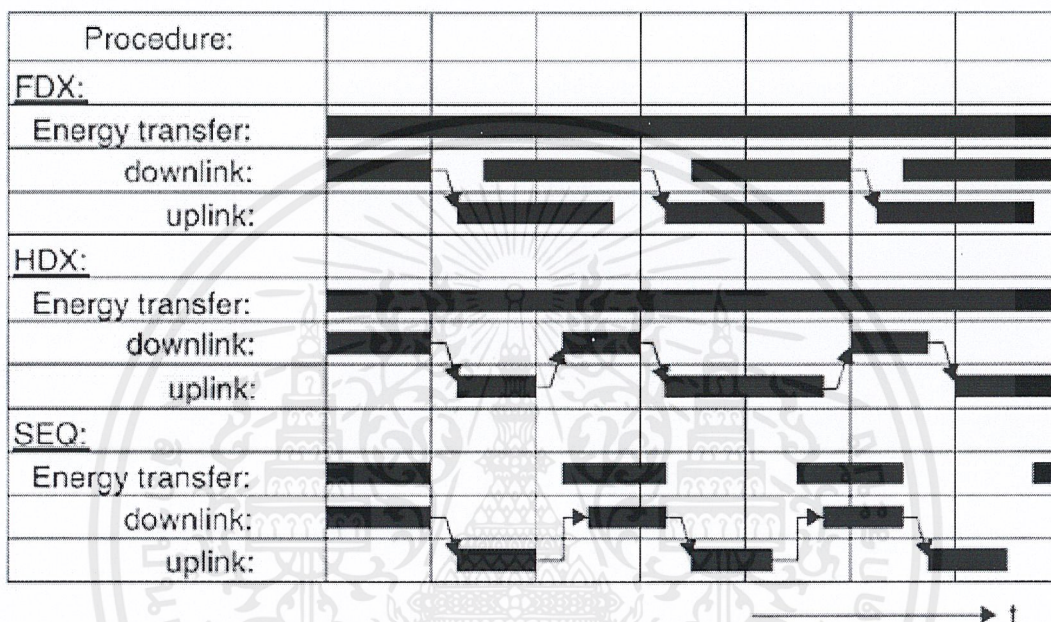 Procedure:
FDX:
Energy transfer:
downlink:
uplink:
HDX:
Energy transfer:
downlink:
uplink:
SEQ:
Energy transfer:
downlink:
uplink:
t